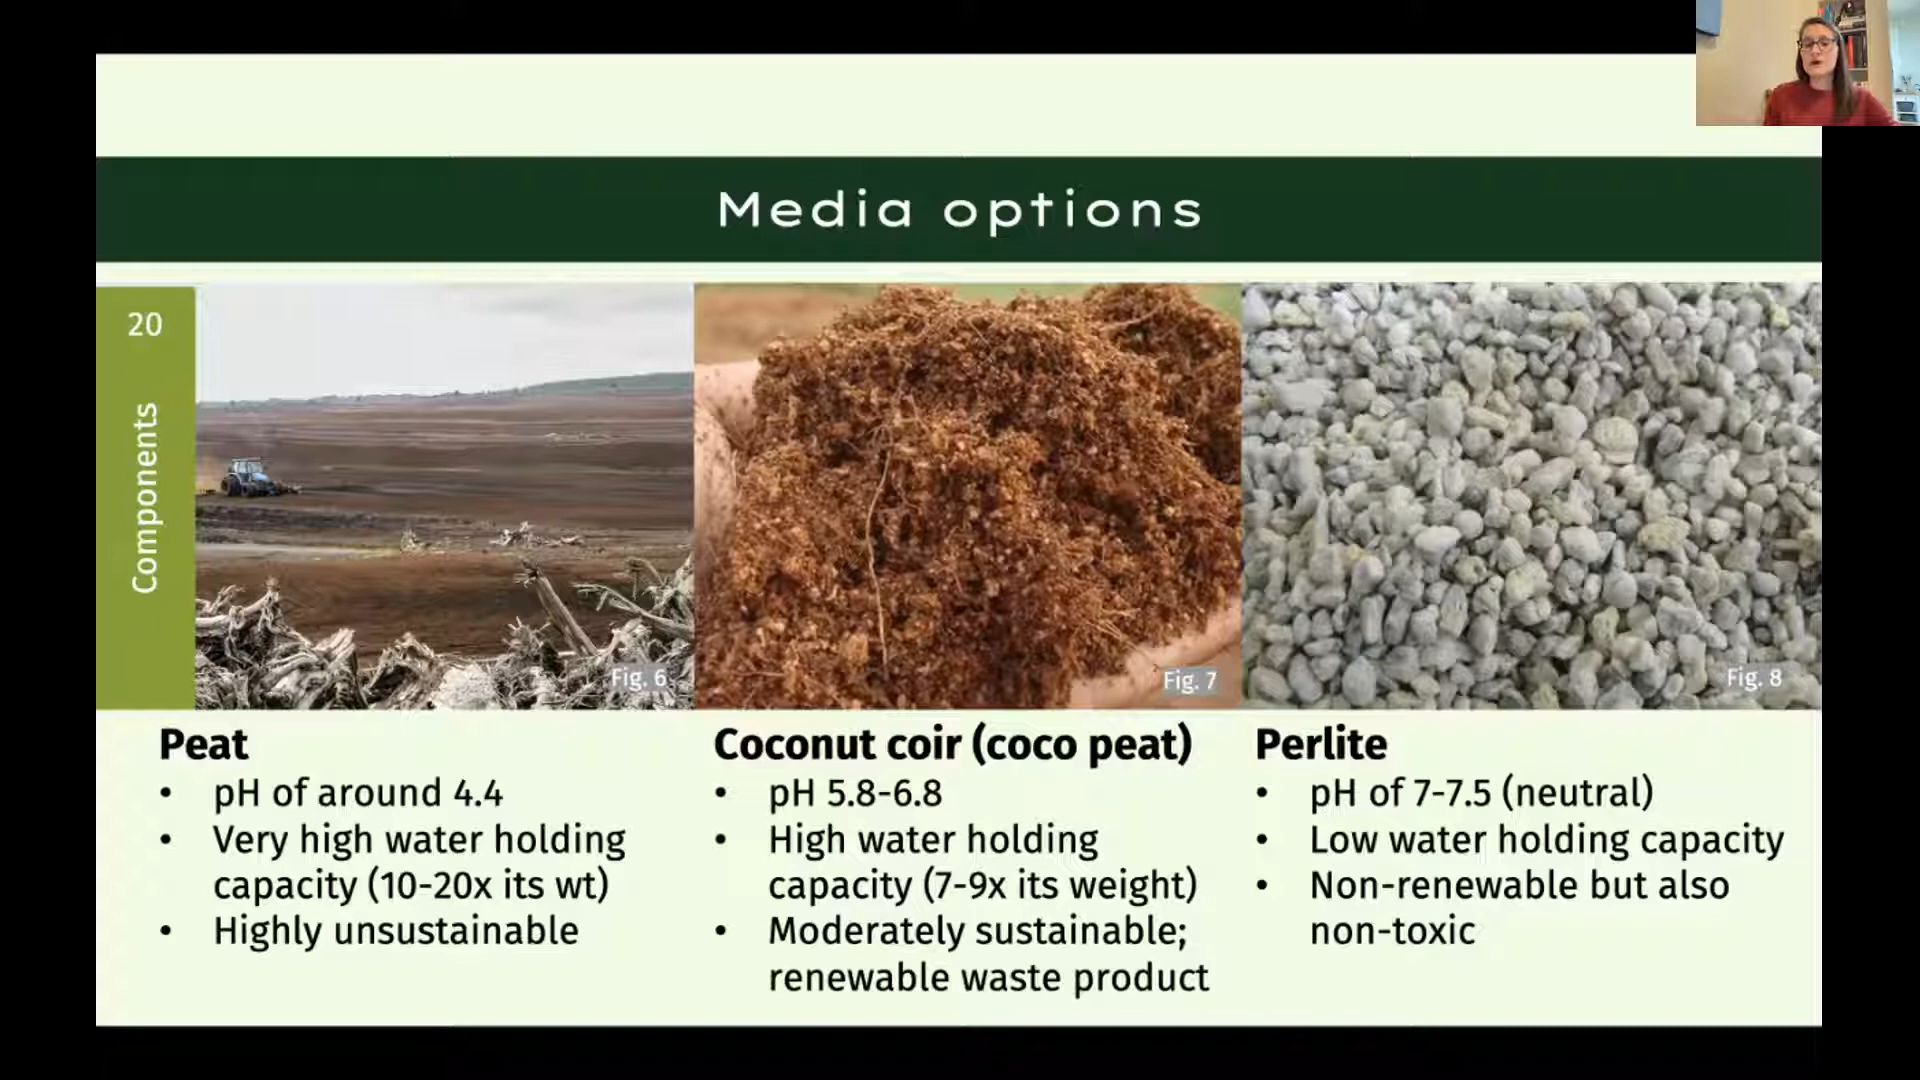 Media options
20
Components
Fig. 6
Fig. 7
Fig. 8
Peat
• pH of around 4.4
• Very high water holding
capacity (10-20x its wt)
• Highly unsustainable
Coconut coir (coco peat)
• pH 5.8-6.8
• High water holding
capacity (7-9x its weight)
• Moderately sustainable;
renewable waste product
Perlite
• pH of 7-7.5 (neutral)
• Low water holding capacity
• Non-renewable but also
non-toxic